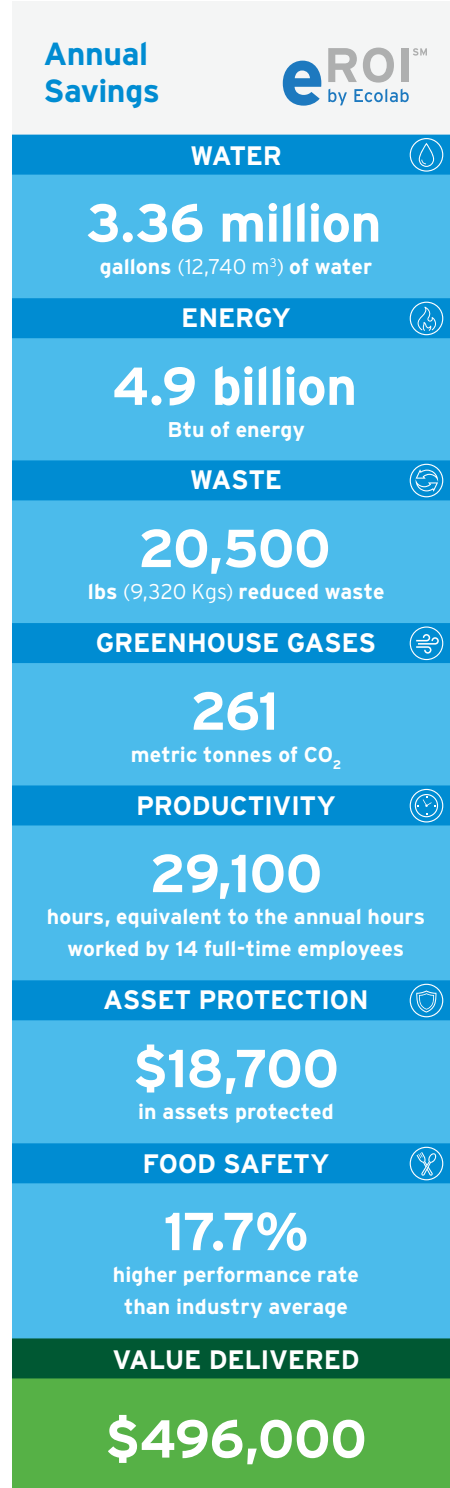 Annual
Savings
eROI℠
by Ecolab
WATER
3.36 million
gallons (12,740 m³) of water
ENERGY
4.9 billion
Btu of energy
WASTE
20,500
lbs (9,320 Kgs) reduced waste
GREENHOUSE GASES
261
metric tonnes of CO₂
PRODUCTIVITY
29,100
hours, equivalent to the annual hours
worked by 14 full-time employees
ASSET PROTECTION
$18,700
in assets protected
FOOD SAFETY
17.7%
higher performance rate
than industry average
VALUE DELIVERED
$496,000